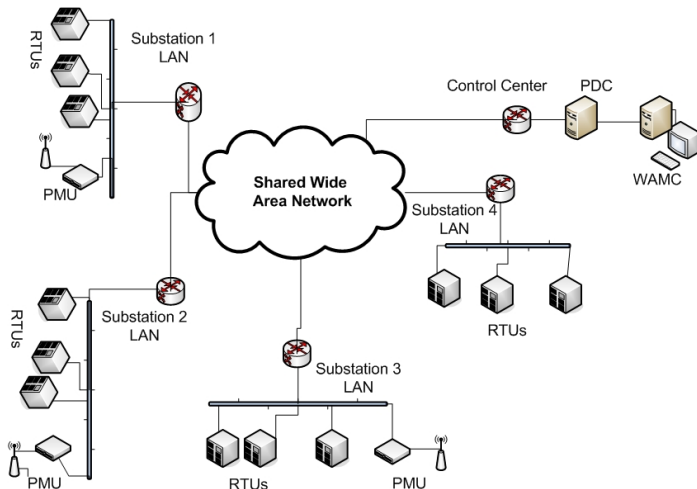 RTUs
Substation 1
LAN
PMU
Control Center
PDC
WAMC
Shared Wide
Area Network
Substation 4
LAN
RTUs
RTUs
Substation 2
LAN
PMU
Substation 3
LAN
RTUs
PMU